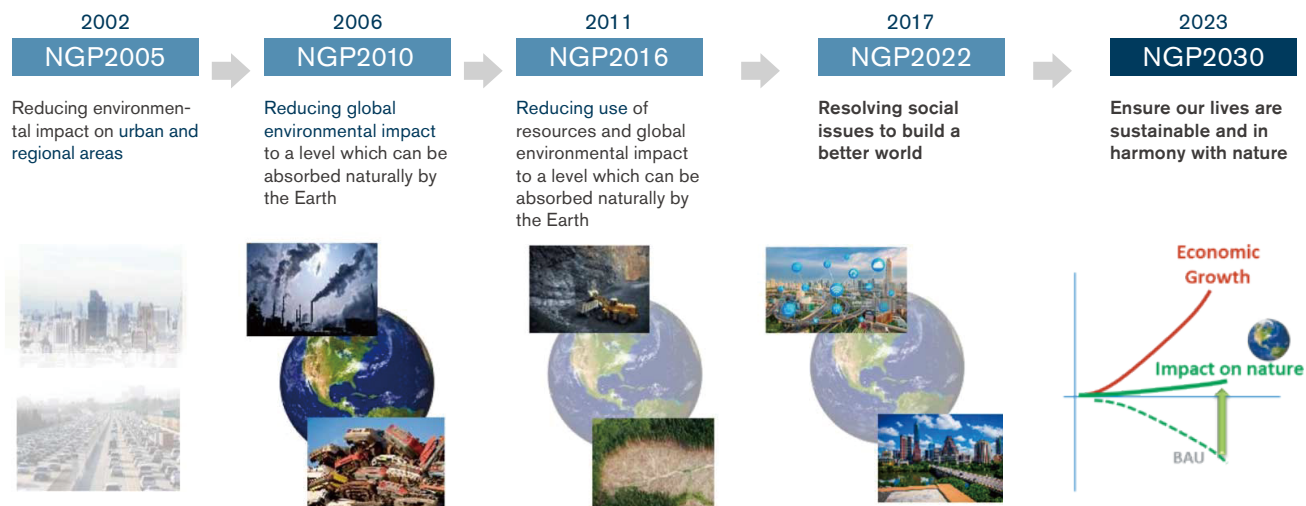 2002
NGP2005
Reducing environmen-
tal impact on urban and
regional areas
2006
NGP2010
Reducing global
environmental impact
to a level which can be
absorbed naturally by
the Earth
2011
NGP2016
Reducing use of
resources and global
environmental impact
to a level which can be
absorbed naturally by
the Earth
2017
NGP2022
Resolving social
issues to build a
better world
2023
NGP2030
Ensure our lives are
sustainable and in
harmony with nature
Economic
Growth
Impact on nature
BAU